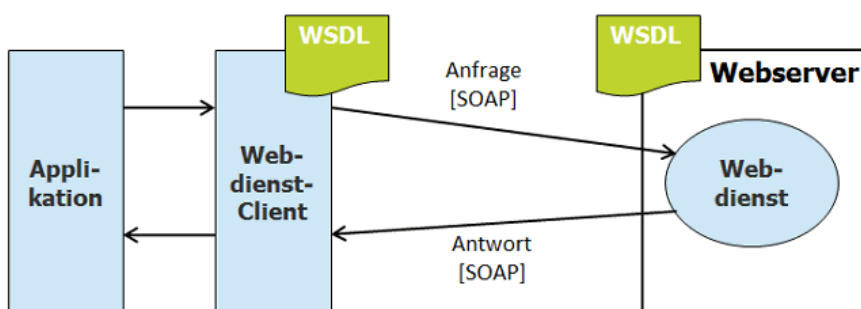 WSDL
WSDL
Anfrage
[SOAP]
Webserver
Appli-
kation
Web-
dienst-
Client
Web-
dienst
Antwort
[SOAP]